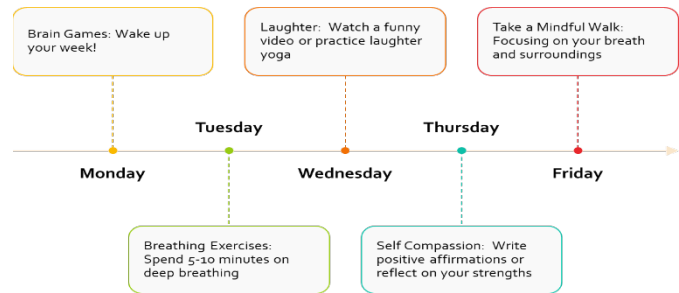 Brain Games: Wake up
your week!
Laughter:  Watch a funny
video or practice laughter
yoga
Take a Mindful Walk:
Focusing on your breath
and surroundings
Tuesday
Thursday
Monday
Wednesday
Friday
Breathing Exercises:
Spend 5-10 minutes on
deep breathing
Self Compassion:  Write
positive affirmations or
reflect on your strengths